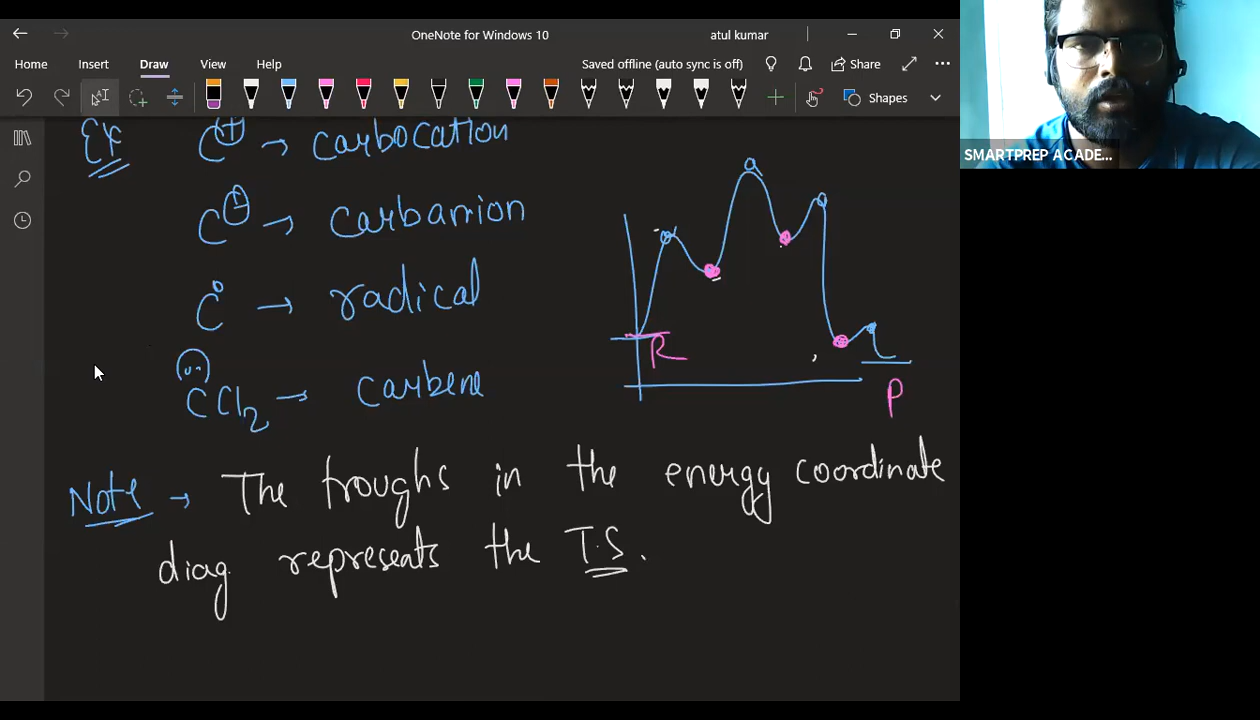 OneNote for Windows 10
atul kumar
Home
Insert
Draw
View
Help
Saved offline (auto sync is off)
Share
Shapes
SMARTPREP ACADE...
Ex C⊕ → carbocation
C⊖ → carbanion
C° → radical
C̈Cl2 → carbene
R
P
Note → The troughs in the energy coordinate
diag. represents the T.S.